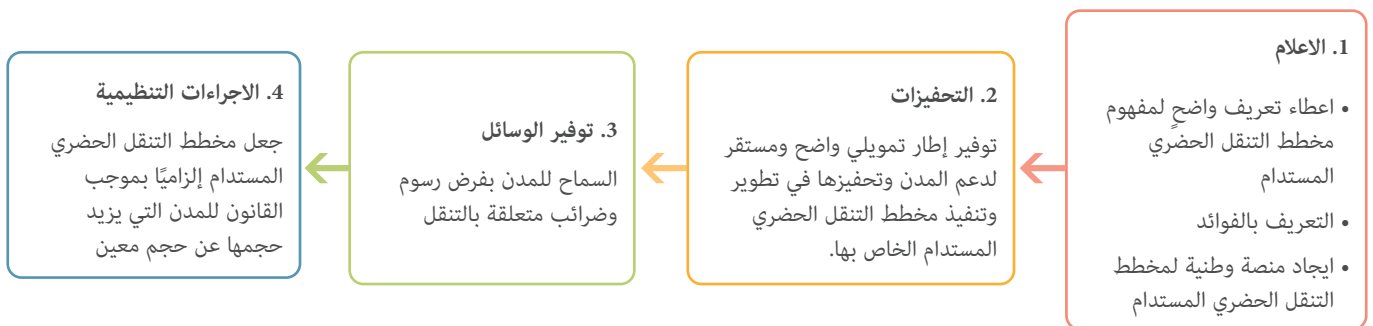 1. الاعلام
• اعطاء تعريف واضحٍ لمفهوم
مخطط التنقل الحضري
المستدام
• التعريف بالفوائد
• ايجاد منصة وطنية لمخطط
التنقل الحضري المستدام
2. التحفيزات
توفير إطار تمويلي واضح ومستقر
لدعم المدن وتحفيزها في تطوير
وتنفيذ مخطط التنقل الحضري
المستدام الخاص بها.
3. توفير الوسائل
السماح للمدن بفرض رسوم
وضرائب متعلقة بالتنقل
4. الاجراءات التنظيمية
جعل مخطط التنقل الحضري
المستدام إلزاميًا بموجب
القانون للمدن التي يزيد
حجمها عن حجم معين